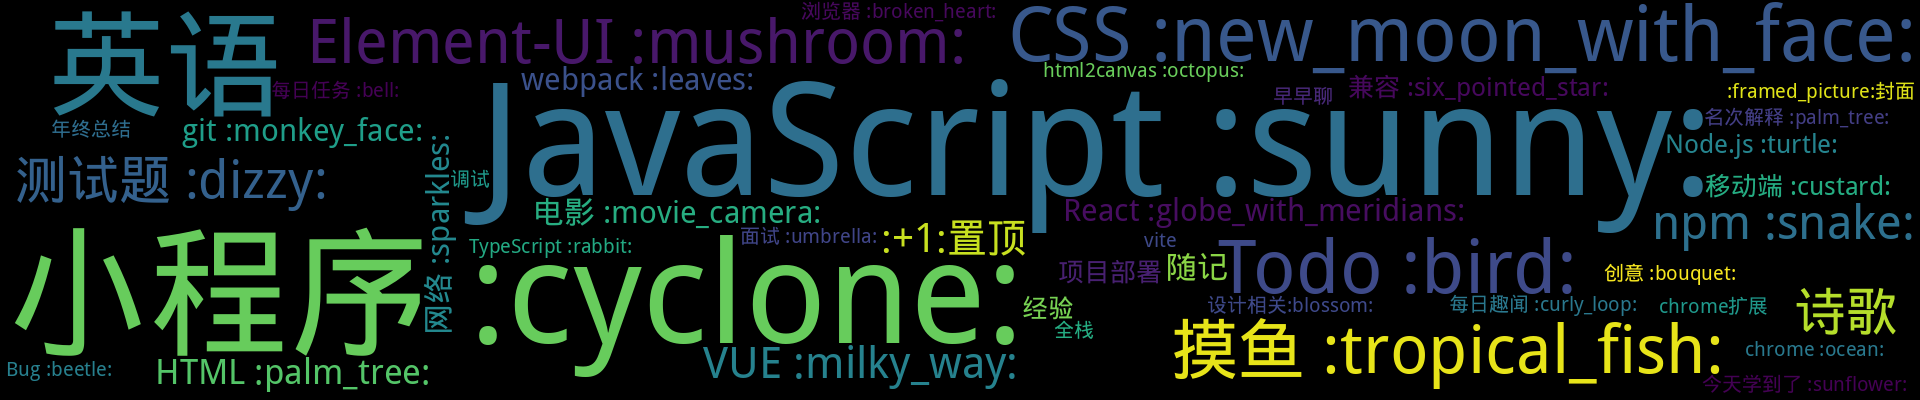 浏览器 :broken_heart:
英语
Element-UI :mushroom:
CSS :new_moon_with_face:
webpack :leaves:
html2canvas :octopus:
每日任务 :bell:
早早聊
兼容 :six_pointed_star:
:framed_picture:封面
年终总结
git :monkey_face:
JavaScript :sunny:
名次解释 :palm_tree:
Node.js :turtle:
测试题 :dizzy:
网络 :sparkles:
调试
移动端 :custard:
电影 :movie_camera:
React :globe_with_meridians:
npm :snake:
小程序 :cyclone:
TypeScript :rabbit:
面试 :umbrella:
:+1:置顶
vite
Todo :bird:
项目部署
随记
创意 :bouquet:
经验
设计相关:blossom:
每日趣闻 :curly_loop:
chrome扩展
诗歌
全栈
摸鱼 :tropical_fish:
Bug :beetle:
HTML :palm_tree:
VUE :milky_way:
chrome :ocean:
今天学到了 :sunflower: